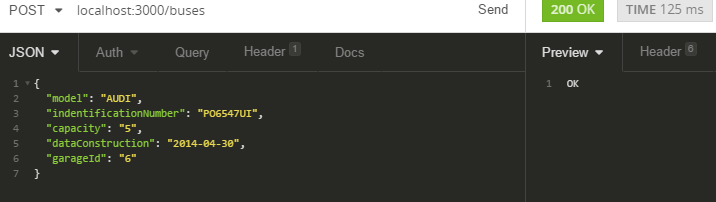 POST localhost:3000/buses Send 200 OK TIME 125 ms
JSON Auth Query Header 1 Docs Preview Header 6
1 { 1 OK
2 "model": "AUDI",
3 "indentificationNumber": "PO6547UI",
4 "capacity": "5",
5 "dataConstruction": "2014-04-30",
6 "garageId": "6"
7 }